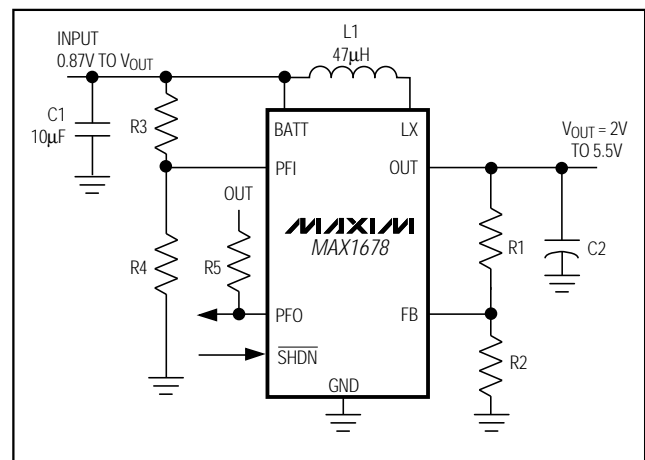 INPUT
0.87V TO VOUT
L1
47µH
C1
10µF
R3
BATT
LX
PFI
OUT
VOUT = 2V
TO 5.5V
OUT
MAXIM
MAX1678
R4
R5
R1
C2
PFO
FB
SHDN
R2
GND